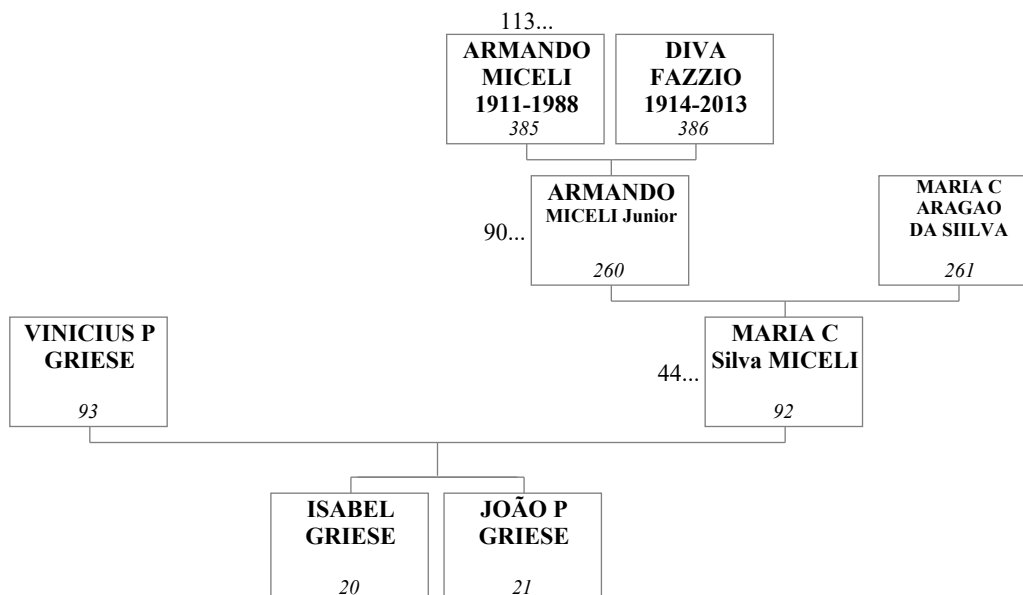 113...
ARMANDO
MICELI
1911-1988
385
DIVA
FAZZIO
1914-2013
386
90...
ARMANDO
MICELI Junior
260
MARIA C
ARAGAO
DA SIILVA
261
VINICIUS P
GRIESE
93
44...
MARIA C
Silva MICELI
92
ISABEL
GRIESE
20
JOÃO P
GRIESE
21